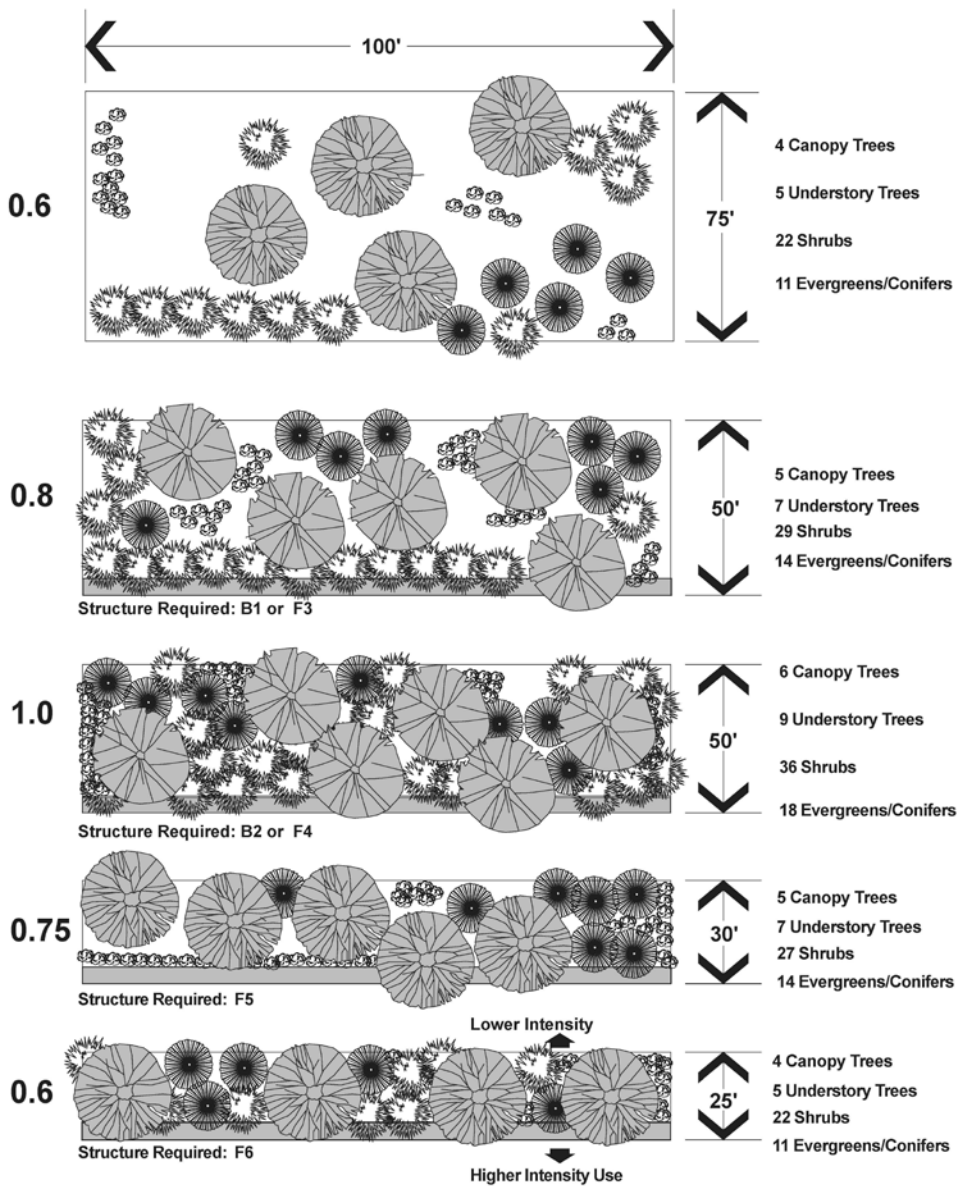 100'
0.6
75'
4 Canopy Trees
5 Understory Trees
22 Shrubs
11 Evergreens/Conifers
0.8
50'
5 Canopy Trees
7 Understory Trees
29 Shrubs
14 Evergreens/Conifers
Structure Required: B1 or F3
1.0
50'
6 Canopy Trees
9 Understory Trees
36 Shrubs
18 Evergreens/Conifers
Structure Required: B2 or F4
0.75
30'
5 Canopy Trees
7 Understory Trees
27 Shrubs
14 Evergreens/Conifers
Structure Required: F5
Lower Intensity
0.6
25'
4 Canopy Trees
5 Understory Trees
22 Shrubs
11 Evergreens/Conifers
Structure Required: F6
Higher Intensity Use